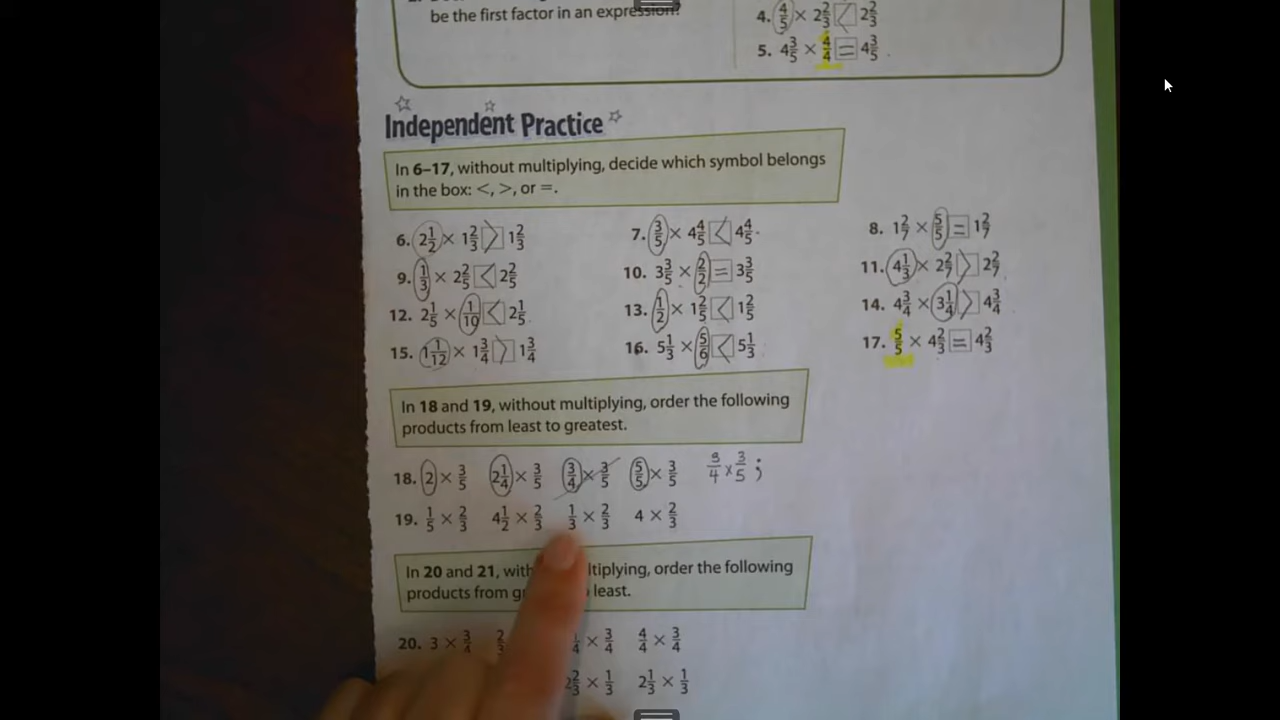 be the first factor in an expression?
4. 4/5 × 2 2/3 < 2 2/3
5. 4 3/5 × 4/4 = 4 3/5
Independent Practice
In 6–17, without multiplying, decide which symbol belongs
in the box: <, >, or =.
6. 2 1/2 × 1 2/3 > 1 2/3
7. 3/5 × 4 4/5 < 4 4/5
8. 1 2/7 × 5/5 = 1 2/7
9. 1/3 × 2 2/5 < 2 2/5
10. 3 3/5 × 2/2 = 3 3/5
11. 4 1/3 × 2 2/7 > 2 2/7
12. 2 1/5 × 1/10 < 2 1/5
13. 1/2 × 1 2/5 < 1 2/5
14. 4 3/4 × 3 1/4 > 4 3/4
15. 1 1/12 × 1 3/4 > 1 3/4
16. 5 1/3 × 5/6 < 5 1/3
17. 5/5 × 4 2/3 = 4 2/3
In 18 and 19, without multiplying, order the following
products from least to greatest.
18. 2 × 3/5 2 1/4 × 3/5 3/4 × 3/5 5/5 × 3/5 3/4 × 3/5 ;
19. 1/5 × 2/3 4 1/2 × 2/3 1/3 × 2/3 4 × 2/3
In 20 and 21, multiplying, order the following
products from least.
20. 3 × 3/4 × 3/4 4/4 × 3/4
2/3 × 1/3 2 1/3 × 1/3